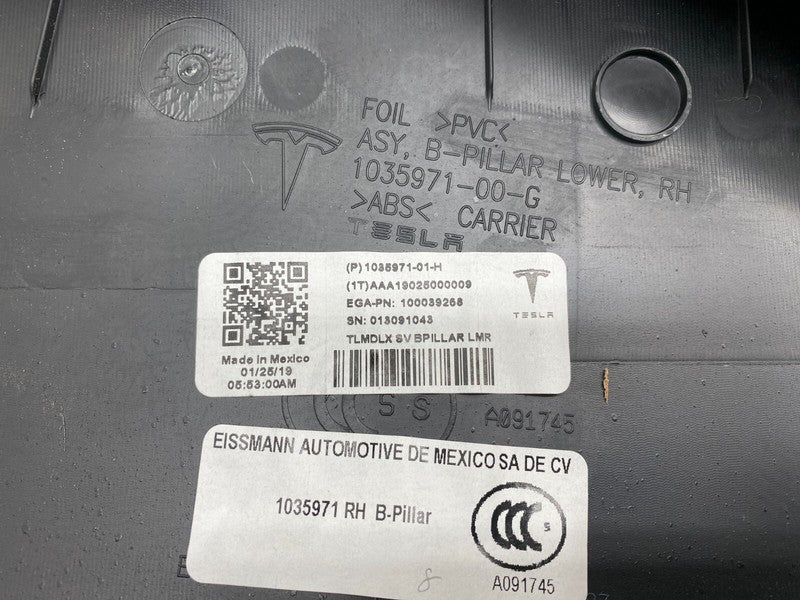 FOIL >PVC<
ASY, B-PILLAR LOWER, RH
1035971-00-G
>ABS< CARRIER
TESLA
(P)1035971-01-H
(1T)AAA19025000009
EGA-PN: 100039258
SN: 013091043
TLMDLX SV BPILLAR LMR
TESLA
Made in Mexico
01/25/19
05:53:00AM
S S
A091745
EISSMANN AUTOMOTIVE DE MEXICO SA DE CV
1035971 RH B-Pillar
CCC S
A091745
8